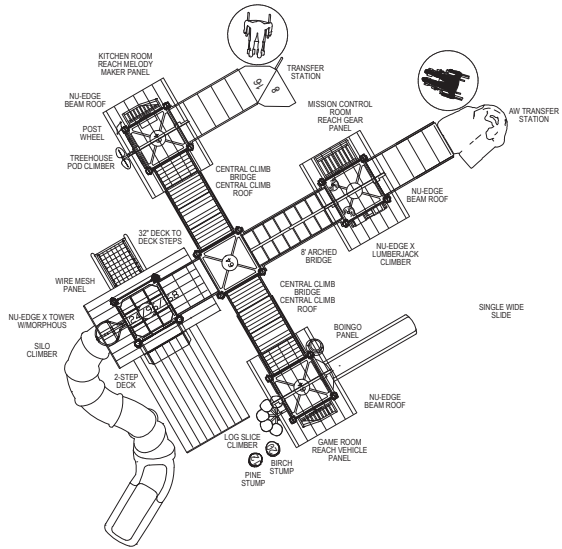 KITCHEN ROOM
REACH MELODY
MAKER PANEL
TRANSFER
STATION
NU-EDGE
BEAM ROOF
MISSION CONTROL
ROOM
REACH GEAR
PANEL
AW TRANSFER
STATION
POST
WHEEL
TREEHOUSE
POD CLIMBER
16
8
CENTRAL CLIMB
BRIDGE
CENTRAL CLIMB
ROOF
NU-EDGE
BEAM ROOF
32" DECK TO
DECK STEPS
8' ARCHED
BRIDGE
NU-EDGE X
LUMBERJACK
CLIMBER
WIRE MESH
PANEL
64
CENTRAL CLIMB
BRIDGE
CENTRAL CLIMB
ROOF
NU-EDGE X TOWER
W/MORPHOUS
SINGLE WIDE
SLIDE
SILO
CLIMBER
BOINGO
PANEL
2-STEP
DECK
NU-EDGE
BEAM ROOF
LOG SLICE
CLIMBER
GAME ROOM
REACH VEHICLE
PANEL
BIRCH
STUMP
PINE
STUMP